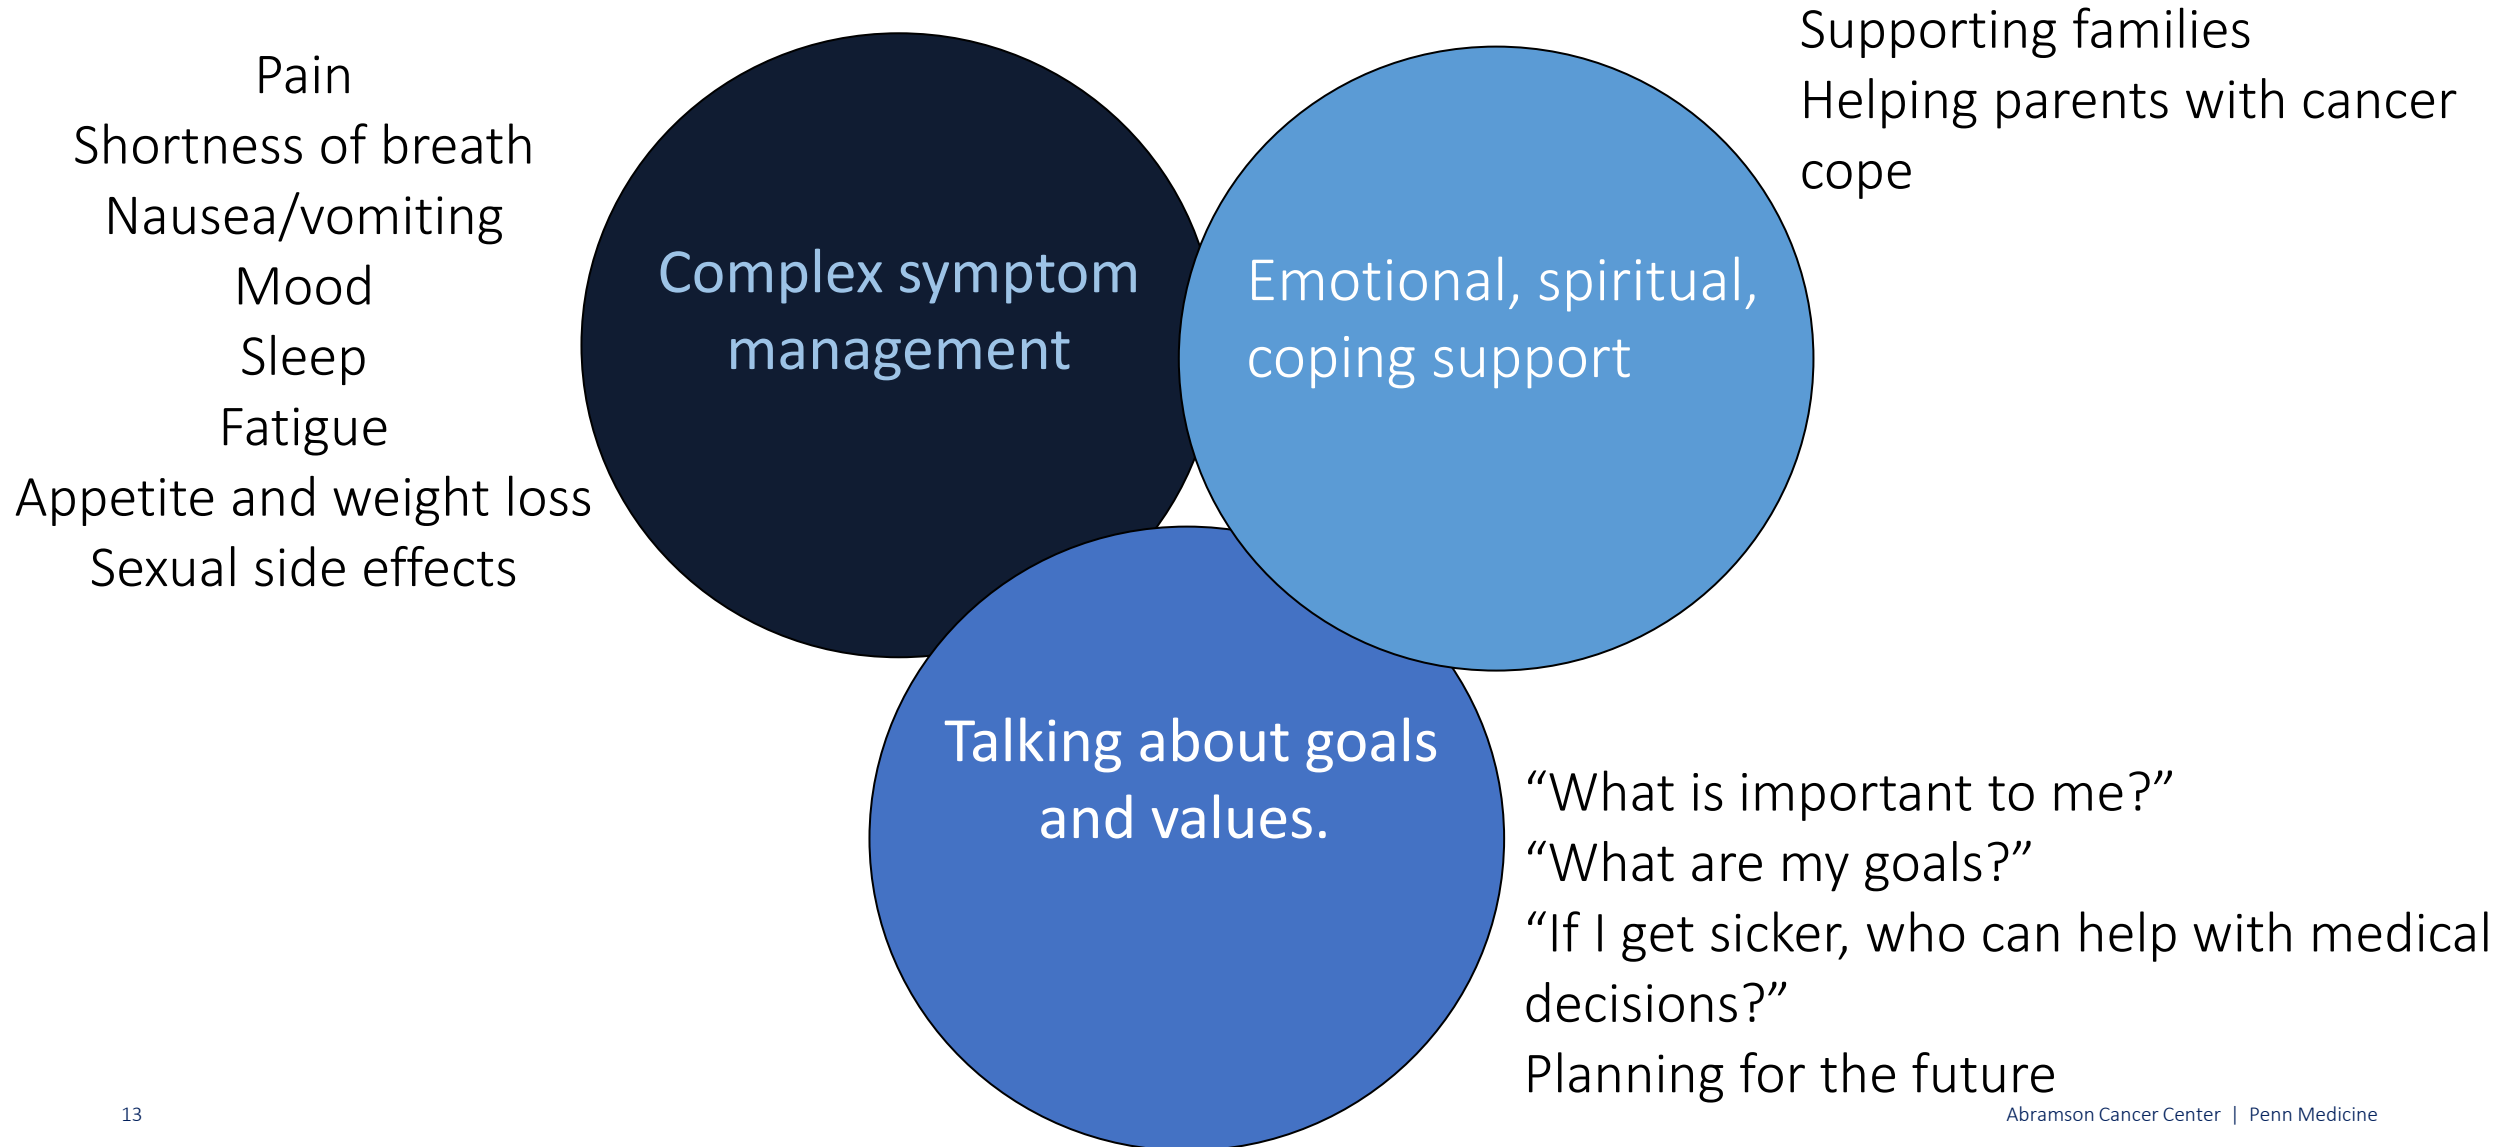 Pain
Shortness of breath
Nausea/vomiting
Mood
Sleep
Fatigue
Appetite and weight loss
Sexual side effects
Complex symptom
management
Emotional, spiritual,
coping support
Supporting families
Helping parents with cancer
cope
Talking about goals
and values.
“What is important to me?”
“What are my goals?”
“If I get sicker, who can help with medical
decisions?”
Planning for the future
13
Abramson Cancer Center | Penn Medicine